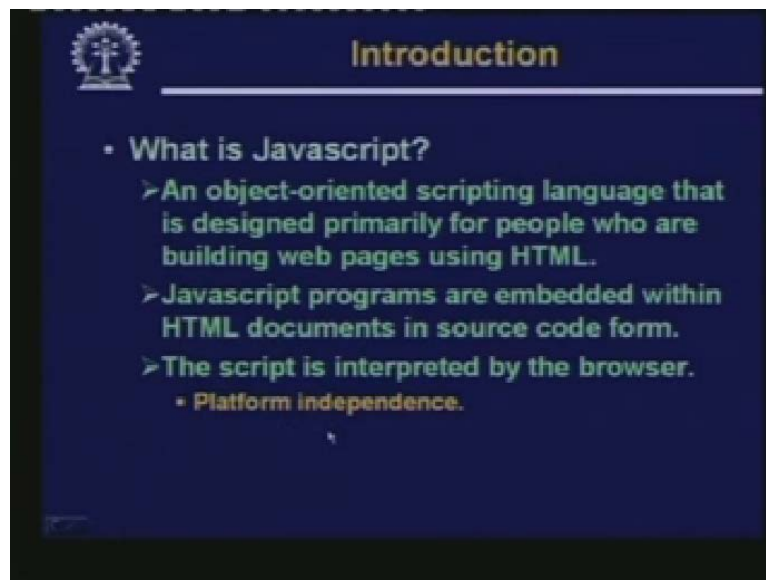 Introduction
• What is Javascript?
➢An object-oriented scripting language that
is designed primarily for people who are
building web pages using HTML.
➢Javascript programs are embedded within
HTML documents in source code form.
➢The script is interpreted by the browser.
• Platform independence.